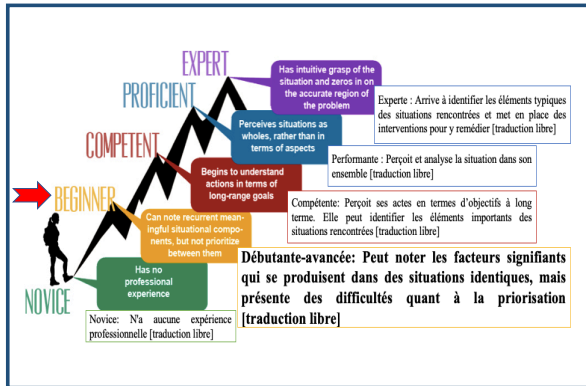 EXPERT
Has intuitive grasp of the
situation and zeros in on
the accurate region of
the problem
PROFICIENT
Experte : Arrive à identifier les éléments typiques
des situations rencontrées et met en place des
interventions pour y remédier [traduction libre]
Perceives situations as
wholes, rather than in
terms of aspects
COMPETENT
Performante : Perçoit et analyse la situation dans son
ensemble [traduction libre]
Begins to understand
actions in terms of
long-range goals
BEGINNER
Compétente: Perçoit ses actes en termes d'objectifs à long
terme. Elle peut identifier les éléments importants des
situations rencontrées [traduction libre]
Can note recurrent mean-
ingful situational compo-
nents, but not prioritize
between them
Débutante-avancée: Peut noter les facteurs signifiants
qui se produisent dans des situations identiques, mais
présente des difficultés quant à la priorisation
[traduction libre]
Has no
professional
experience
NOVICE
Novice: N'a aucune expérience
professionnelle [traduction libre]